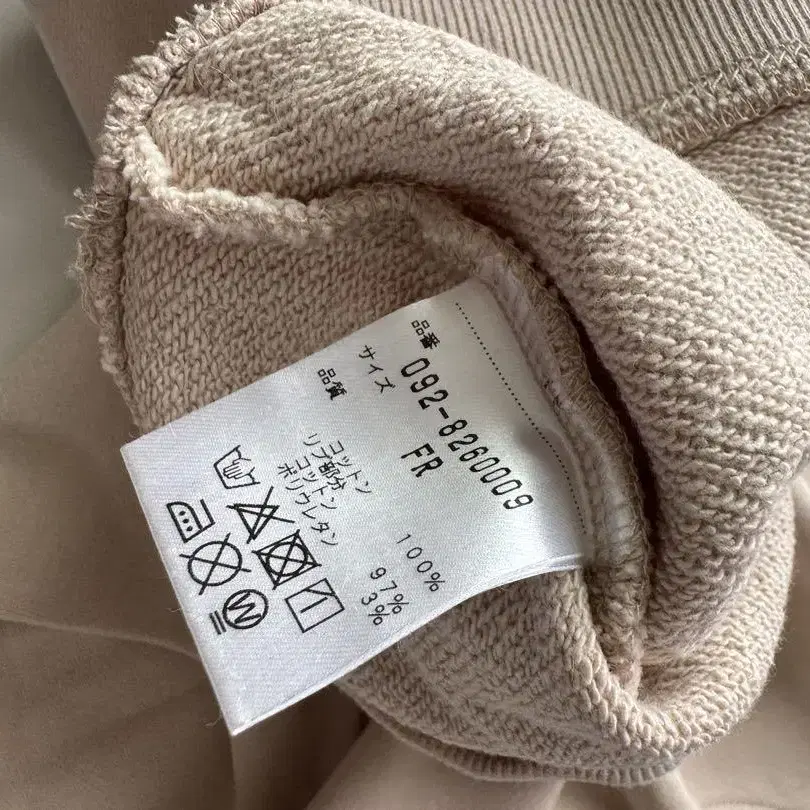 品番 092-8260009
サイズ FR
品質
コットン 100%
リブ部分
コットン 97%
ポリウレタン 3%
W